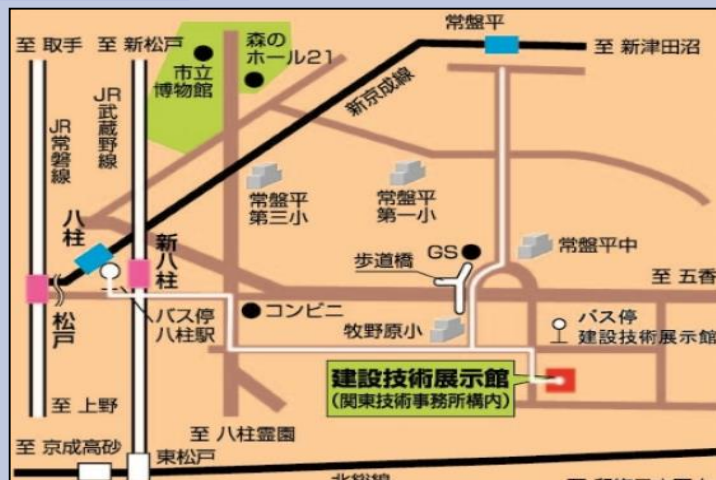 常盤平
至 取手
至 新松戸
森の
ホール21
至 新津田沼
市立
博物館
新京成線
JR常磐線
JR武蔵野線
常盤平
第三小
常盤平
第一小
八柱
新八柱
GS
常盤平中
歩道橋
至 五香
松戸
バス停
八柱駅
コンビニ
牧野原小
バス停
建設技術展示館
建設技術展示館
(関東技術事務所構内)
至 上野
至 八柱霊園
至 京成高砂
東松戸
北総線